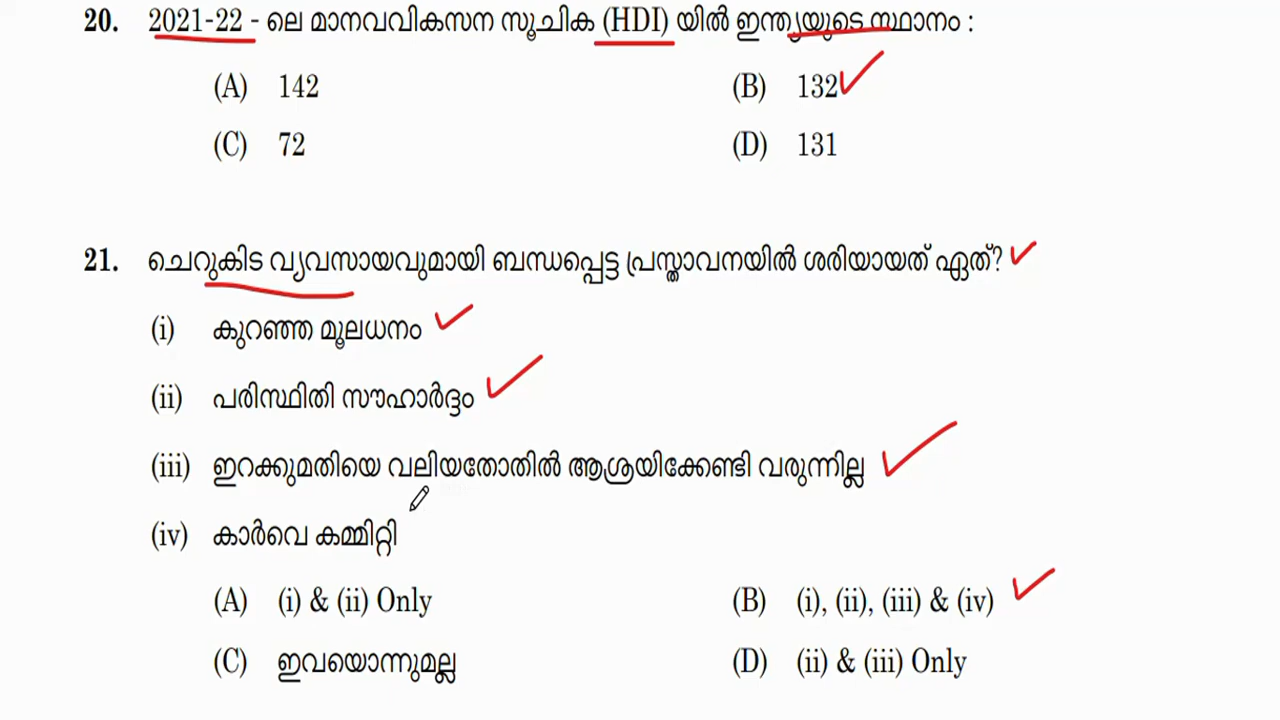 20. 2021-22 - ലെ മാനവവികസന സൂചിക (HDI) യിൽ ഇന്ത്യയുടെ സ്ഥാനം :
(A) 142 (B) 132
(C) 72 (D) 131
21. ചെറുകിട വ്യവസായവുമായി ബന്ധപ്പെട്ട പ്രസ്താവനയിൽ ശരിയായത് ഏത്?
(i) കുറഞ്ഞ മൂലധനം
(ii) പരിസ്ഥിതി സൗഹാർദ്ദം
(iii) ഇറക്കുമതിയെ വലിയതോതിൽ ആശ്രയിക്കേണ്ടി വരുന്നില്ല
(iv) കാർവെ കമ്മിറ്റി
(A) (i) & (ii) Only (B) (i), (ii), (iii) & (iv)
(C) ഇവയൊന്നുമല്ല (D) (ii) & (iii) Only